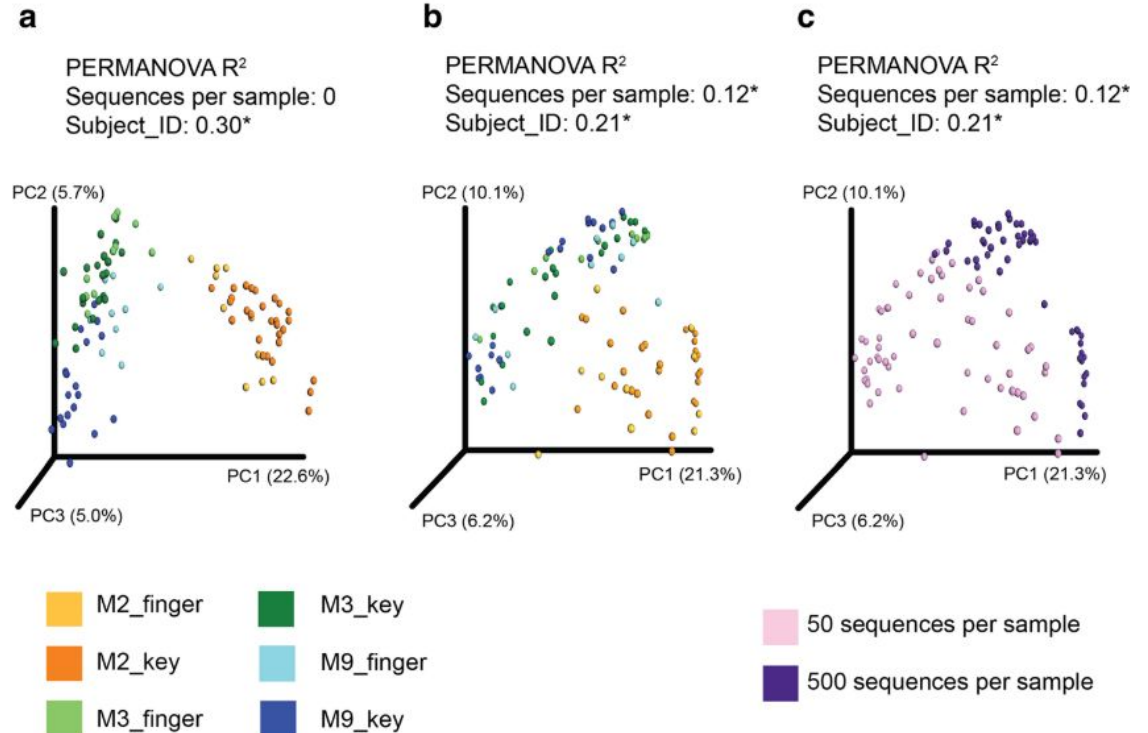 a
PERMANOVA R²
Sequences per sample: 0
Subject_ID: 0.30*
PC2 (5.7%)
PC1 (22.6%)
PC3 (5.0%)
b
PERMANOVA R²
Sequences per sample: 0.12*
Subject_ID: 0.21*
PC2 (10.1%)
PC1 (21.3%)
PC3 (6.2%)
c
PERMANOVA R²
Sequences per sample: 0.12*
Subject_ID: 0.21*
PC2 (10.1%)
PC1 (21.3%)
PC3 (6.2%)
M2_finger
M2_key
M3_finger
M3_key
M9_finger
M9_key
50 sequences per sample
500 sequences per sample